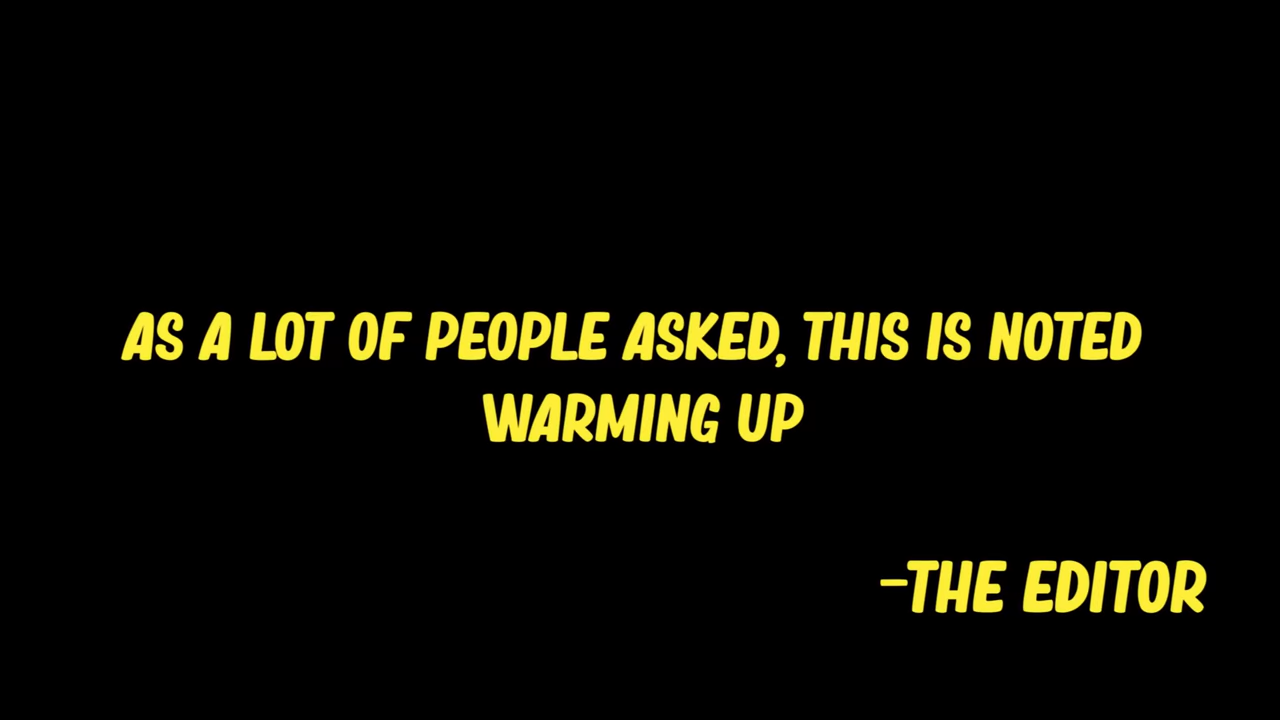 AS A LOT OF PEOPLE ASKED, THIS IS NOTED
WARMING UP
-THE EDITOR